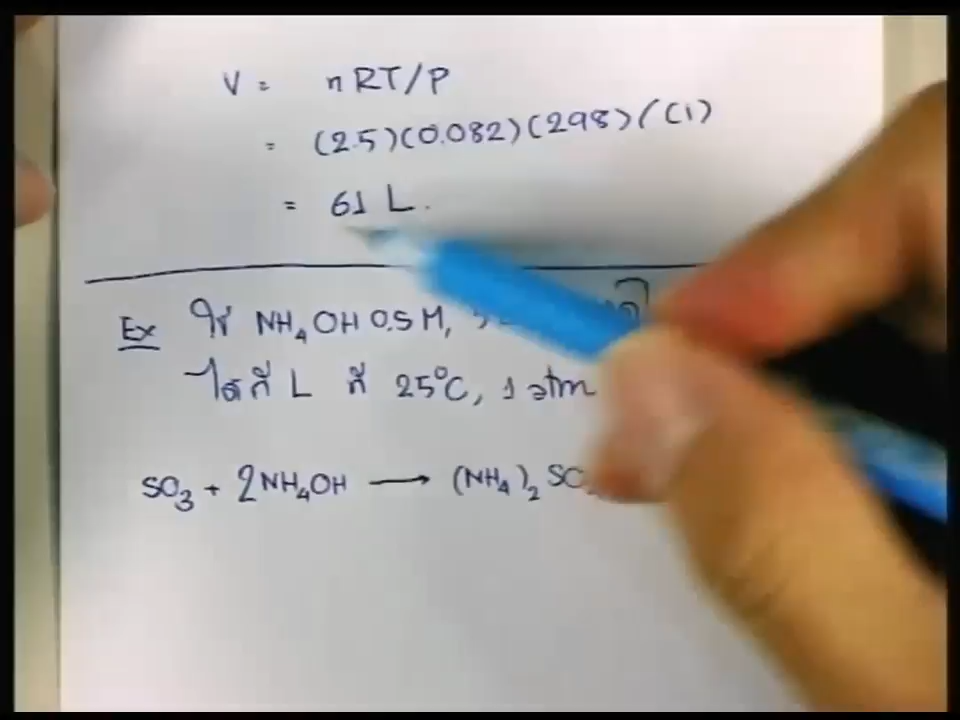 V = nRT/P
= (2.5)(0.082)(298)/(1)
= 61 L.
Ex ใช้ NH₄OH 0.5 M,
ได้กี่ L ที่ 25°C, 1 atm
SO₃ + 2NH₄OH ⟶ (NH₄)₂ SO